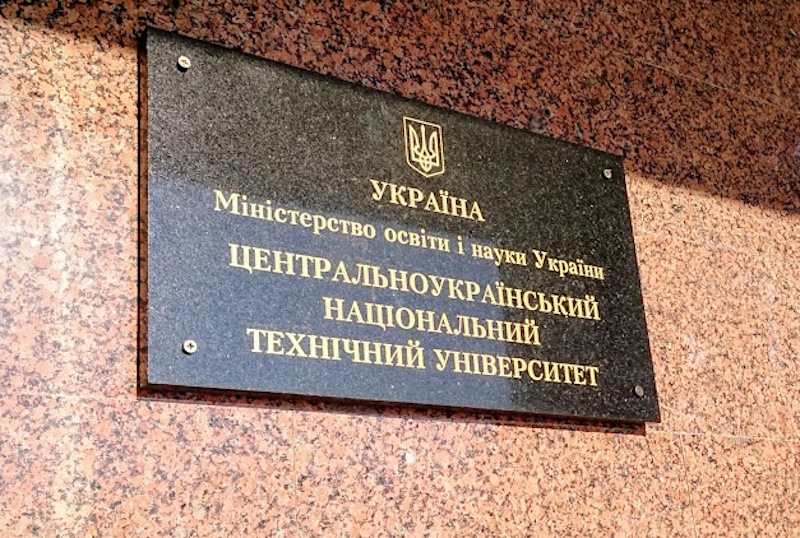 УКРАЇНА
Міністерство освіти і науки України
ЦЕНТРАЛЬНОУКРАЇНСЬКИЙ
НАЦІОНАЛЬНИЙ
ТЕХНІЧНИЙ УНІВЕРСИТЕТ